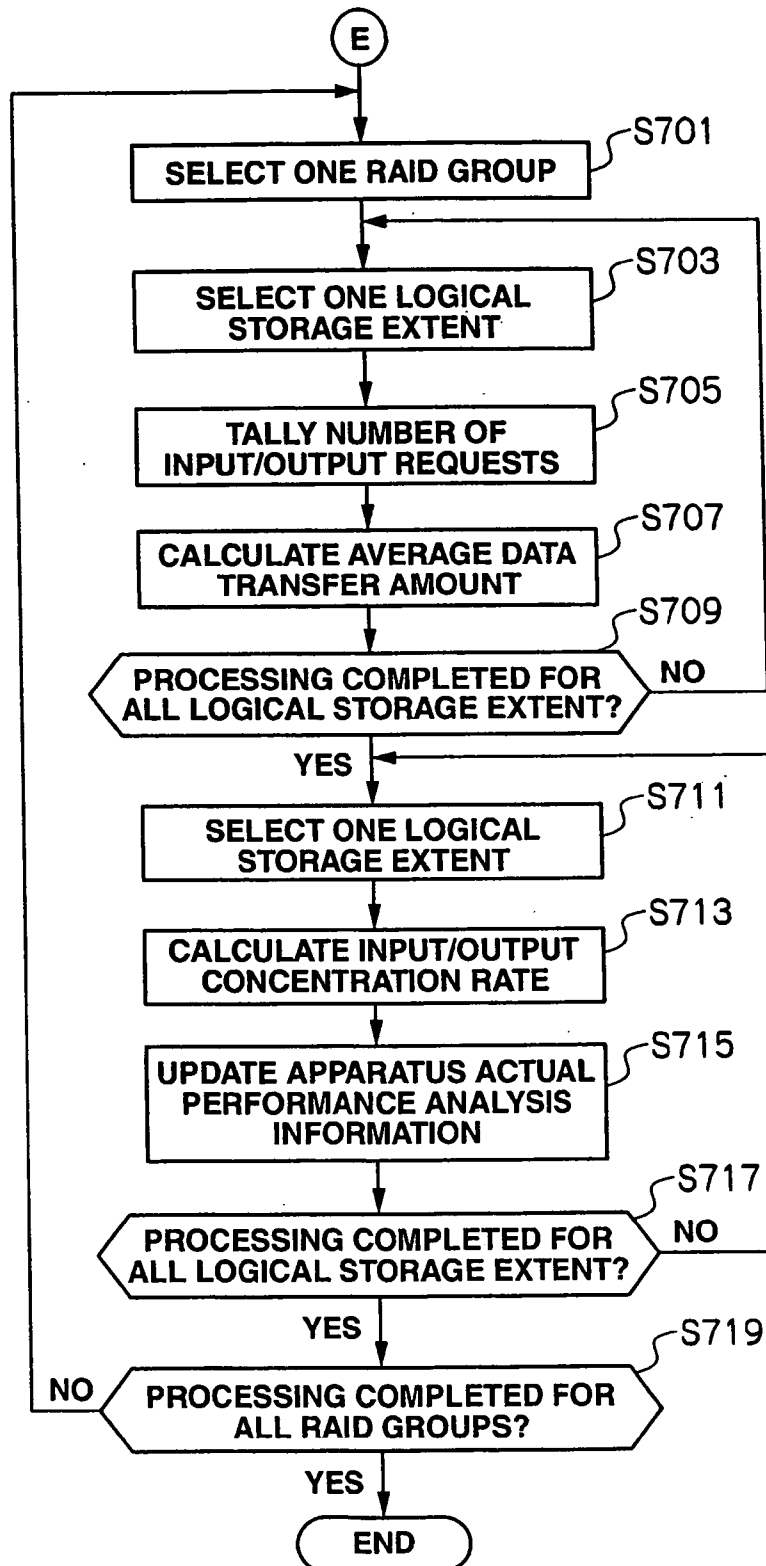 E
S701
SELECT ONE RAID GROUP
S703
SELECT ONE LOGICAL
STORAGE EXTENT
S705
TALLY NUMBER OF
INPUT/OUTPUT REQUESTS
S707
CALCULATE AVERAGE DATA
TRANSFER AMOUNT
S709
PROCESSING COMPLETED FOR
ALL LOGICAL STORAGE EXTENT?
NO
YES
S711
SELECT ONE LOGICAL
STORAGE EXTENT
S713
CALCULATE INPUT/OUTPUT
CONCENTRATION RATE
S715
UPDATE APPARATUS ACTUAL
PERFORMANCE ANALYSIS
INFORMATION
S717
PROCESSING COMPLETED FOR
ALL LOGICAL STORAGE EXTENT?
NO
YES
S719
NO
PROCESSING COMPLETED FOR
ALL RAID GROUPS?
YES
END